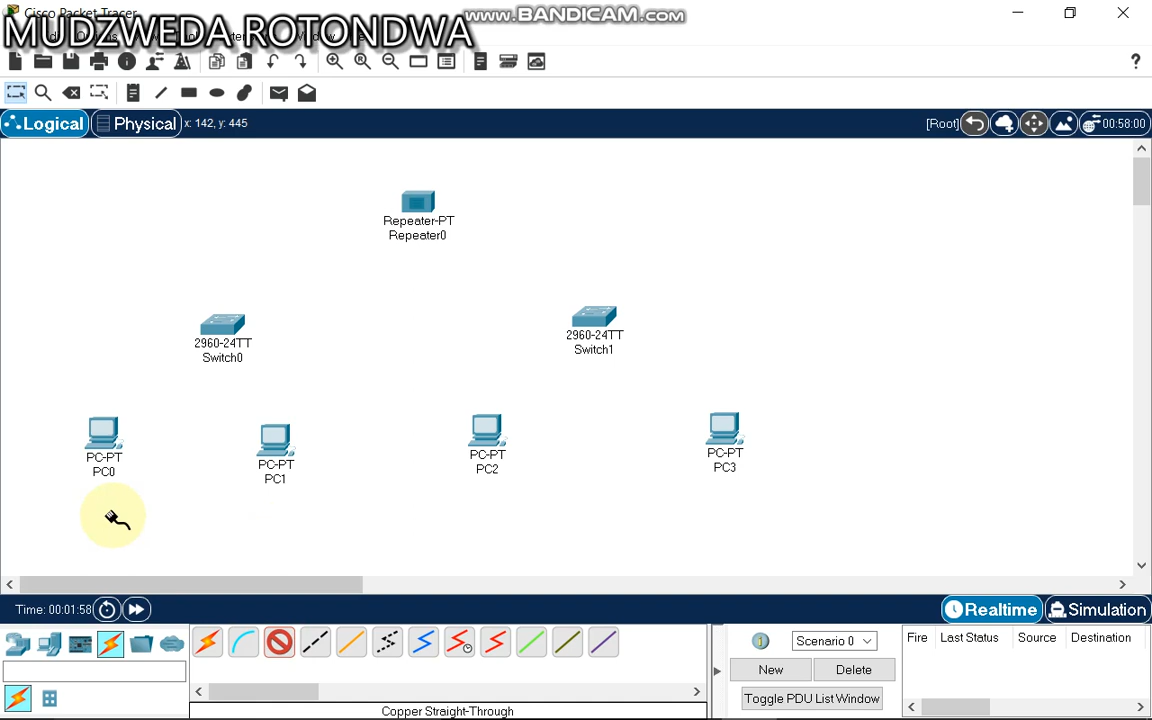 Cisco Packet Tracer
www.BANDICAM.com
MUDZWEDA ROTONDWA
Logical
Physical
x: 142, y: 445
[Root]
00:58:00
Repeater-PT
Repeater0
2960-24TT
Switch0
2960-24TT
Switch1
PC-PT
PC0
PC-PT
PC1
PC-PT
PC2
PC-PT
PC3
Time: 00:01:58
Realtime
Simulation
Scenario 0
Fire
Last Status
Source
Destination
New
Delete
Toggle PDU List Window
Copper Straight-Through